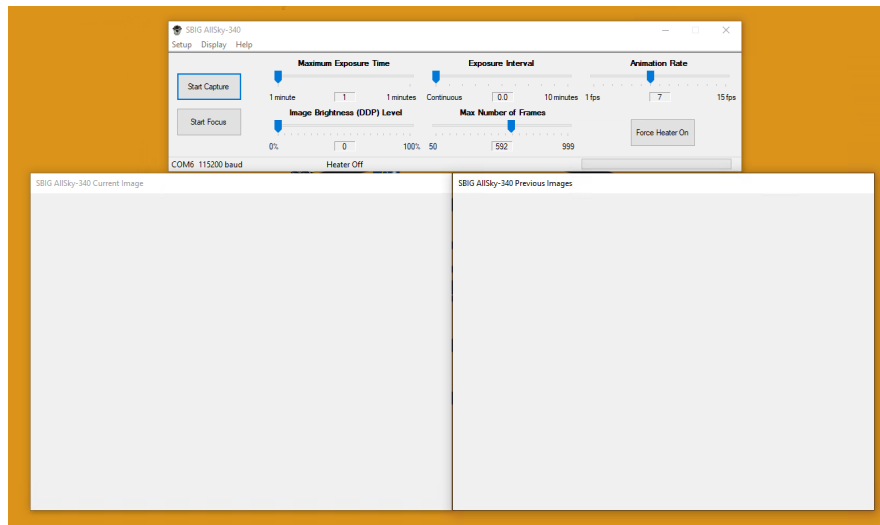 SBIG AllSky-340
Setup Display Help
Maximum Exposure Time Exposure Interval Animation Rate
Start Capture
1 minute 1 1 minutes Continuous 0.0 10 minutes 1 fps 7 15 fps
Image Brightness (DDP) Level Max Number of Frames
Start Focus
Force Heater On
0% 0 100% 50 592 999
COM6 115200 baud Heater Off
SBIG AllSky-340 Current Image SBIG AllSky-340 Previous Images